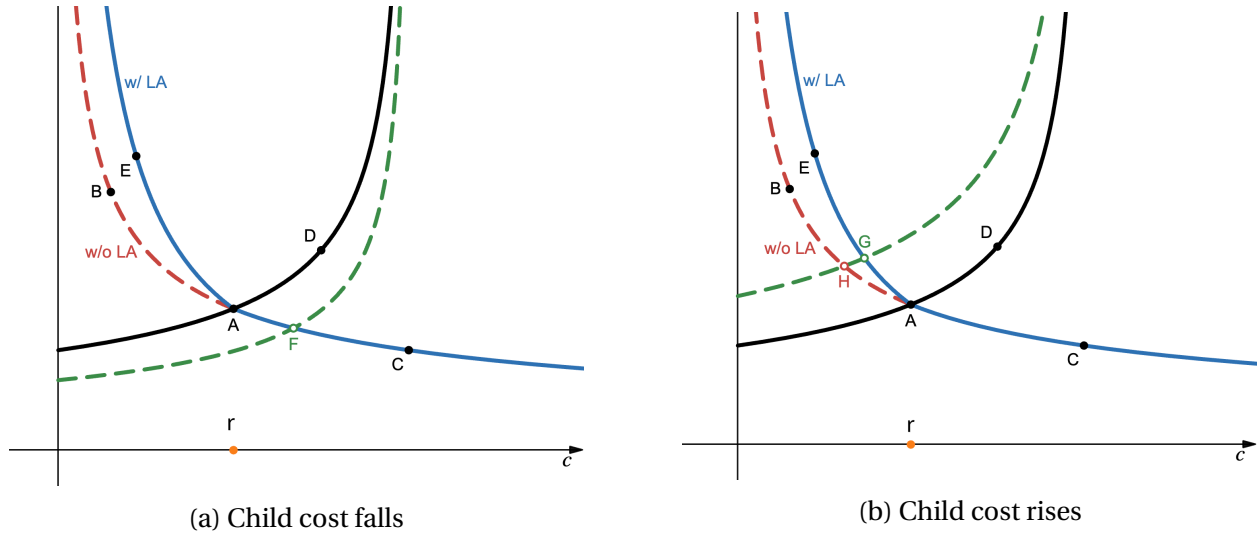 w/ LA
E
B
w/o LA
D
A
F
C
r
c
(a) Child cost falls
w/ LA
E
B
w/o LA
G
H
D
A
C
r
c
(b) Child cost rises